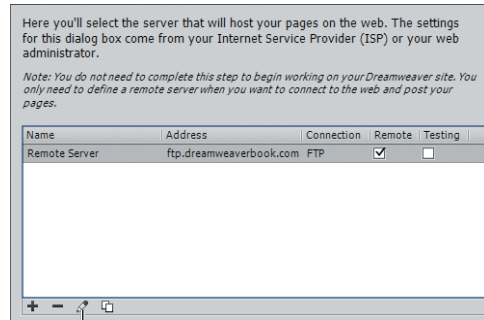 Here you'll select the server that will host your pages on the web. The settings
for this dialog box come from your Internet Service Provider (ISP) or your web
administrator.
Note: You do not need to complete this step to begin working on your Dreamweaver site. You
only need to define a remote server when you want to connect to the web and post your
pages.
Name Address Connection Remote Testing
Remote Server ftp.dreamweaverbook.com FTP